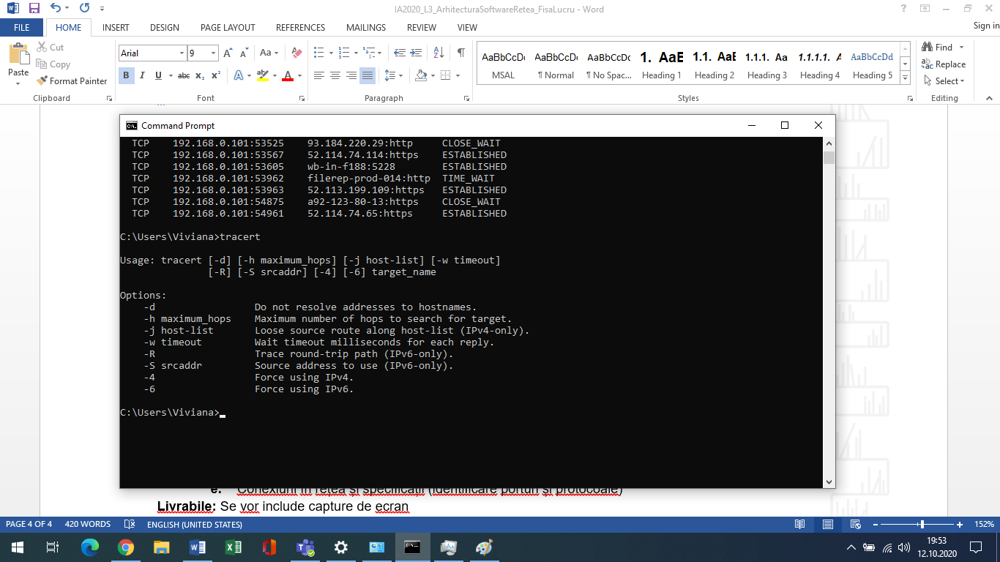 IA2020_L3_ArhitecturaSoftwareRetea_FisaLucru - Word
FILE HOME INSERT DESIGN PAGE LAYOUT REFERENCES MAILINGS REVIEW VIEW Sign in
Paste
Cut
Copy
Format Painter
Clipboard
Arial 9
Font
Paragraph
AaBbCcDc AaBbCcDc AaBbCcDc 1. AaB 1.1. AaB 1.1.1. Aa 1.1.1.1. A AaBbCcDd
MSAL ¶ Normal ¶ No Spac... Heading 1 Heading 2 Heading 3 Heading 4 Heading 5
Styles
Find
Replace
Select
Editing
Command Prompt
TCP 192.168.0.101:53525 93.184.220.29:http CLOSE_WAIT
TCP 192.168.0.101:53567 52.114.74.114:https ESTABLISHED
TCP 192.168.0.101:53605 wb-in-f188:5228 ESTABLISHED
TCP 192.168.0.101:53962 filerep-prod-014:http TIME_WAIT
TCP 192.168.0.101:53963 52.113.199.109:https ESTABLISHED
TCP 192.168.0.101:54875 a92-123-80-13:https CLOSE_WAIT
TCP 192.168.0.101:54961 52.114.74.65:https ESTABLISHED
C:\Users\Viviana>tracert
Usage: tracert [-d] [-h maximum_hops] [-j host-list] [-w timeout]
[-R] [-S srcaddr] [-4] [-6] target_name
Options:
-d Do not resolve addresses to hostnames.
-h maximum_hops Maximum number of hops to search for target.
-j host-list Loose source route along host-list (IPv4-only).
-w timeout Wait timeout milliseconds for each reply.
-R Trace round-trip path (IPv6-only).
-S srcaddr Source address to use (IPv6-only).
-4 Force using IPv4.
-6 Force using IPv6.
C:\Users\Viviana>
e. Conexiuni în rețea și specificații (identificare porturi și protocoale)
Livrabile: Se vor include capture de ecran
PAGE 4 OF 4 420 WORDS ENGLISH (UNITED STATES) 152%
19:53
12.10.2020